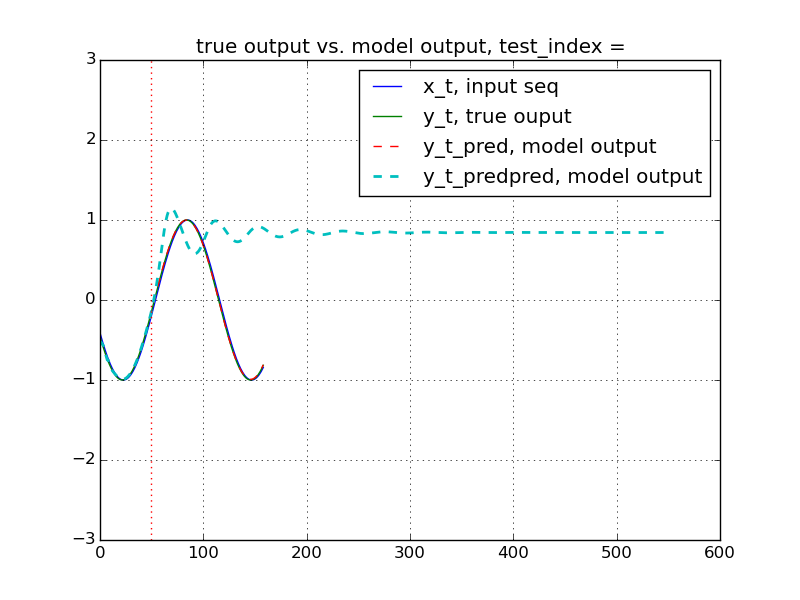 true output vs. model output, test_index =
x_t, input seq
y_t, true ouput
y_t_pred, model output
y_t_predpred, model output
3
2
1
0
−1
−2
−3
0 100 200 300 400 500 600